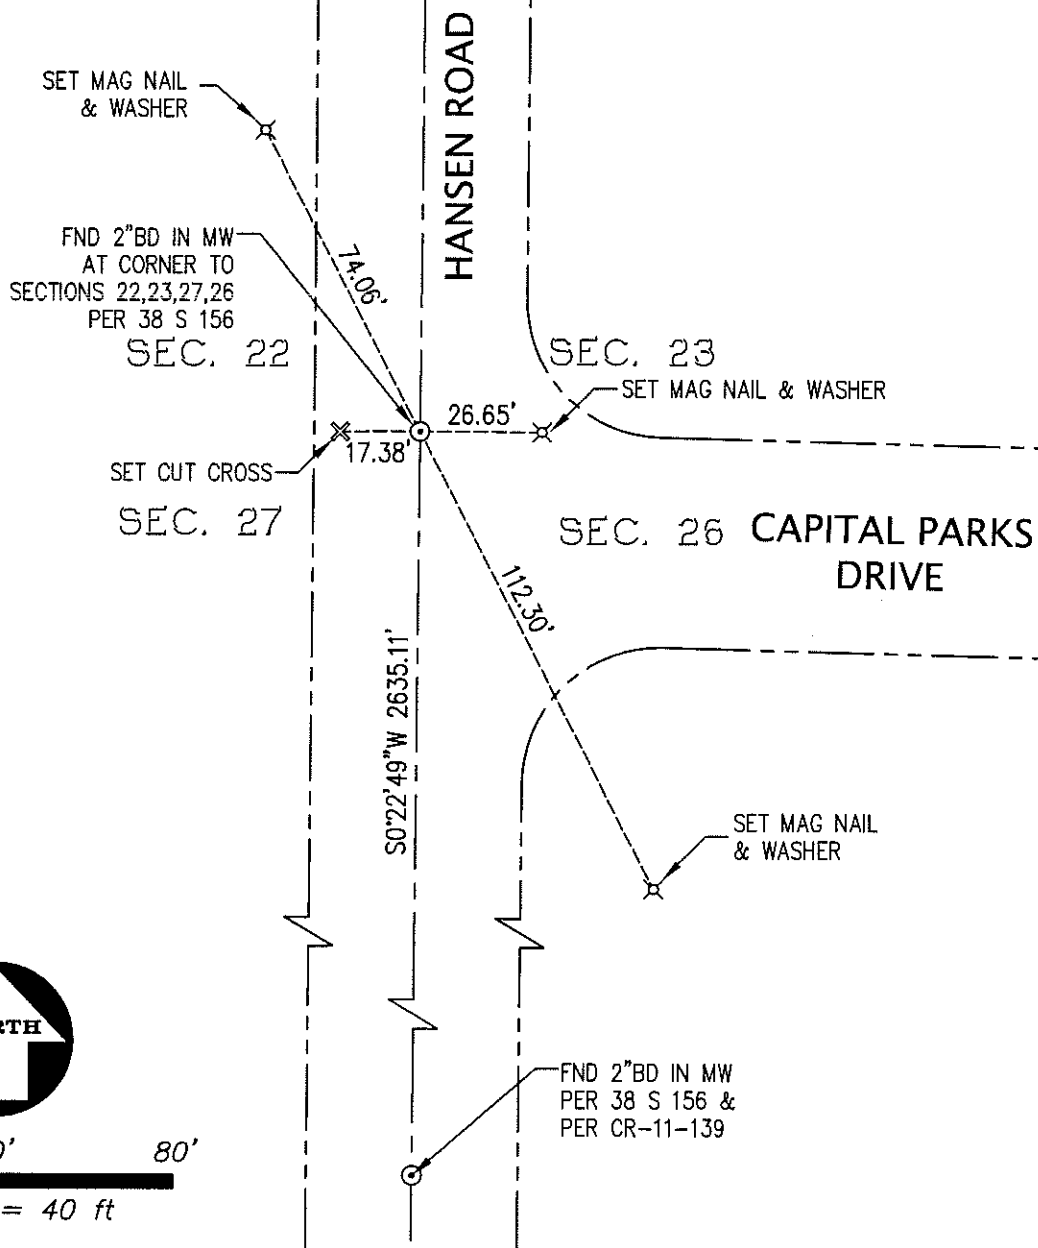 HANSEN ROAD
SET MAG NAIL
& WASHER
FND 2"BD IN MW
AT CORNER TO
SECTIONS 22,23,27,26
PER 38 S 156
74.06'
SEC. 22
SEC. 23
SET MAG NAIL & WASHER
26.65'
17.38'
SET CUT CROSS
SEC. 27
SEC. 26
CAPITAL PARKS
DRIVE
112.30'
S0°22'49"W 2635.11'
SET MAG NAIL
& WASHER
RTH
FND 2"BD IN MW
PER 38 S 156 &
PER CR-11-139
80'
= 40 ft